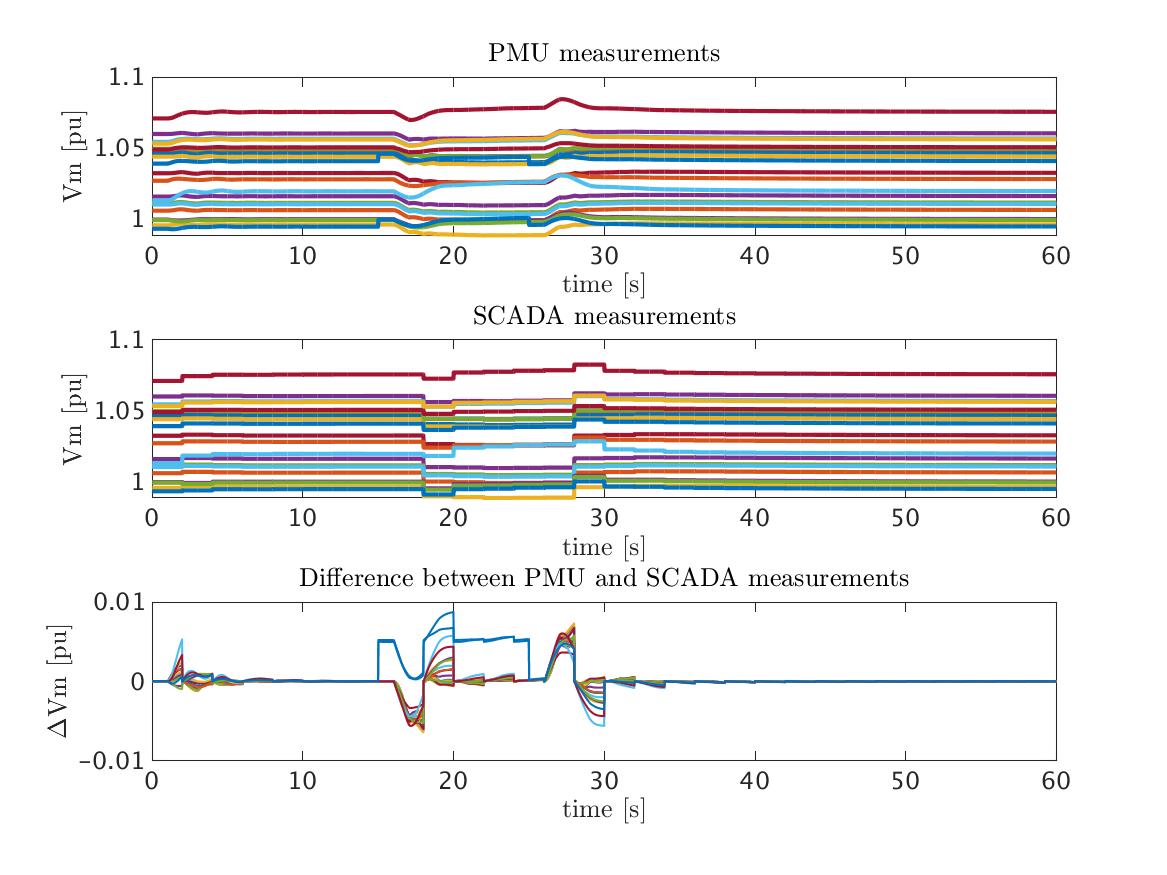 PMU measurements
1.1
1.05
1
Vm [pu]
0 10 20 30 40 50 60
time [s]
SCADA measurements
1.1
1.05
1
Vm [pu]
0 10 20 30 40 50 60
time [s]
Difference between PMU and SCADA measurements
0.01
0
-0.01
ΔVm [pu]
0 10 20 30 40 50 60
time [s]